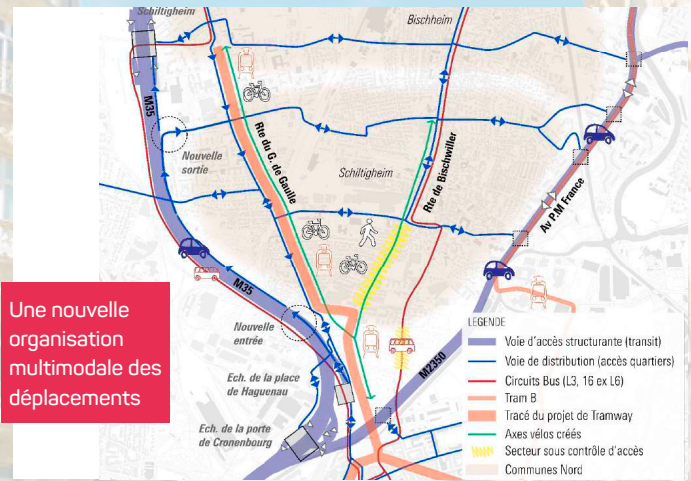 Schiltigheim
Bischheim
M35
Nouvelle
sortie
Rte du G. de Gaulle
Schiltigheim
Rte de Bischwiller
Av P.M France
M35
Nouvelle
entrée
M2350
Ech. de la place
de Haguenau
Ech. de la porte
de Cronenbourg
Une nouvelle
organisation
multimodale des
déplacements
LEGENDE
Voie d'accès structurante (transit)
Voie de distribution (accès quartiers)
Circuits Bus (L3, 16 ex L6)
Tram B
Tracé du projet de Tramway
Axes vélos créés
Secteur sous contrôle d'accès
Communes Nord